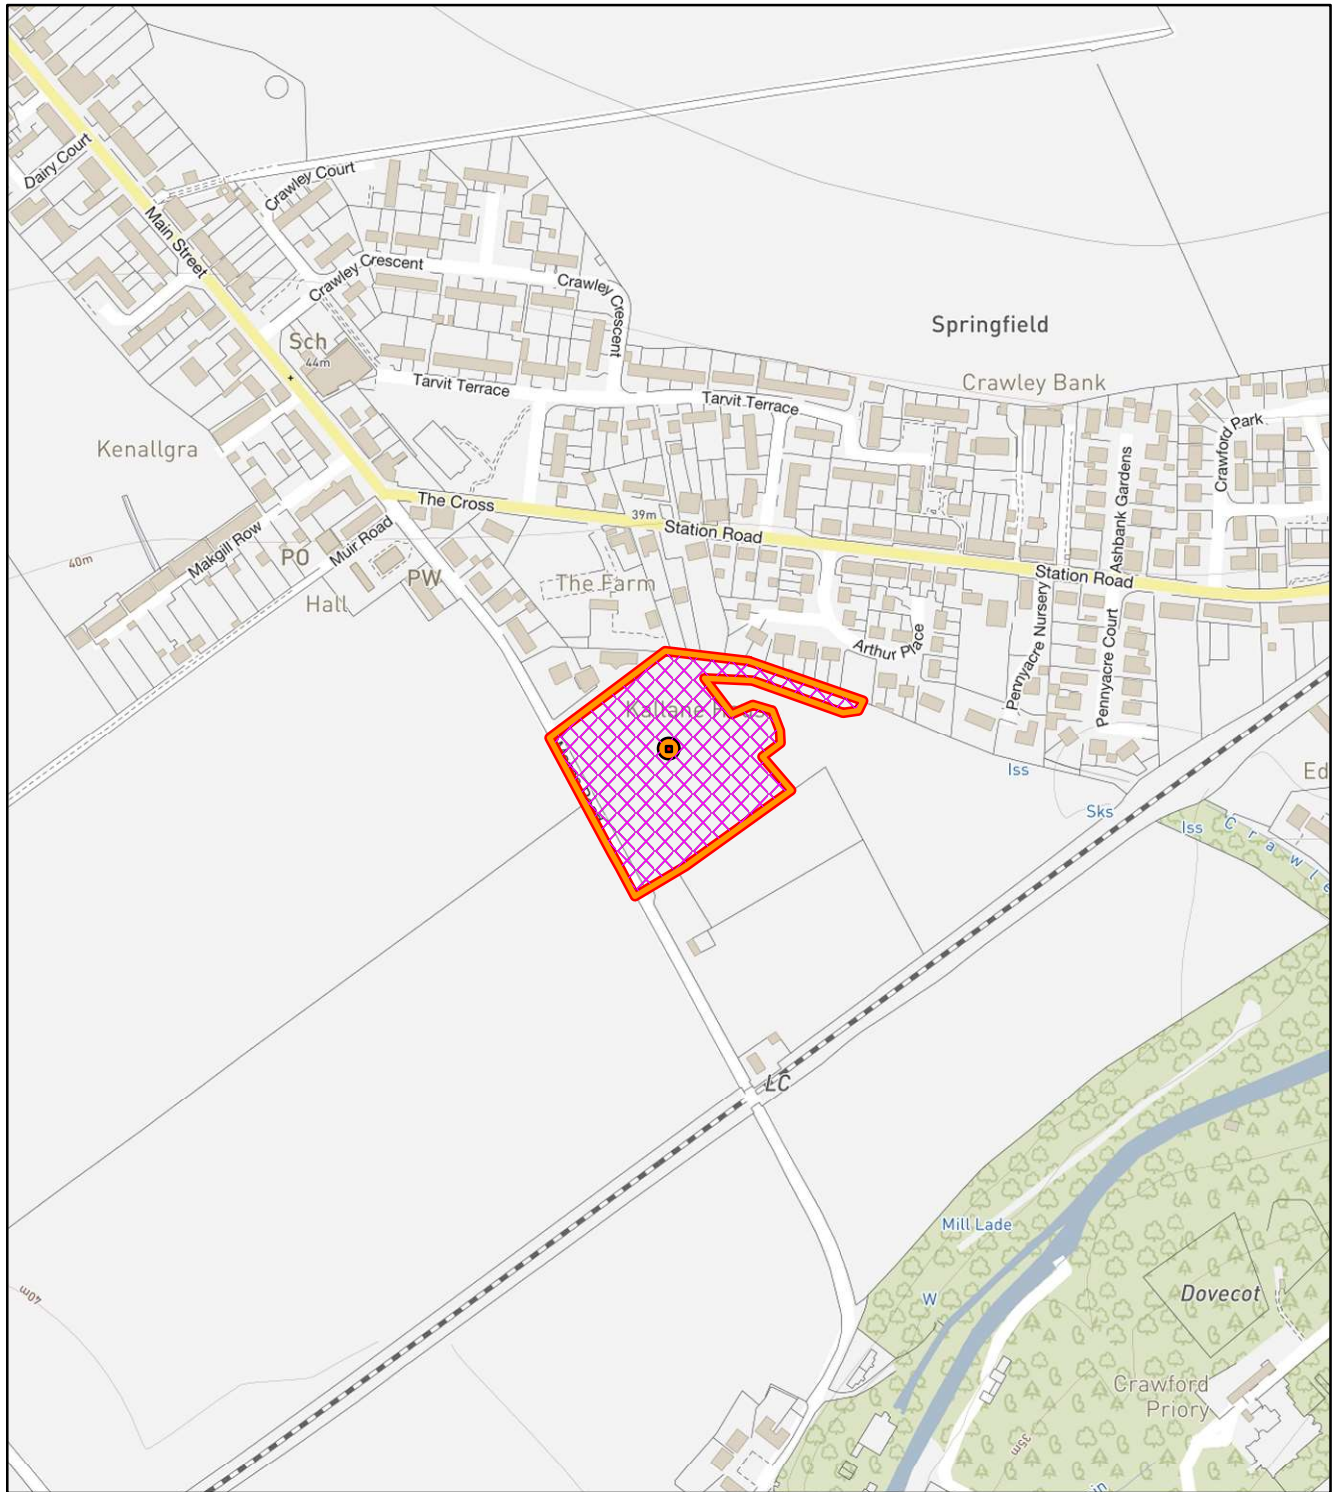 Dairy Court
Main Street
Crawley Court
Crawley Crescent
Crawley Crescent
Springfield
Sch
44m
Tarvit Terrace
Tarvit Terrace
Crawley Bank
Crawford Park
Kenallgra
Ashbank Gardens
The Cross
39m
Station Road
Makgill Row
Muir Road
40m
PO
PW
Hall
The Farm
Station Road
Arthur Place
Pennyacre Nursery
Pennyacre Court
Iss
Sks
Iss
Ed
LC
Mill Lade
W
Dovecot
Crawford
Priory
40m
35m
in